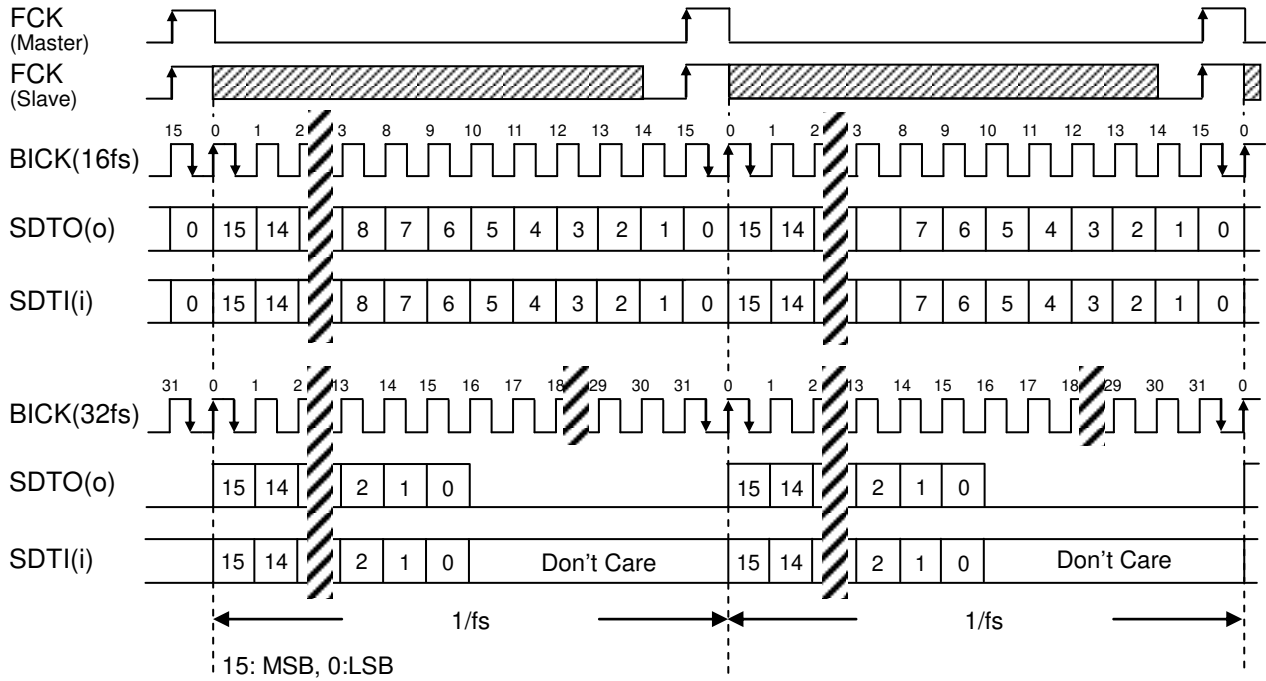 FCK
(Master)
FCK
(Slave)
15 0 1 2 3 8 9 10 11 12 13 14 15 0 1 2 3 8 9 10 11 12 13 14 15 0
BICK(16fs)
SDTO(o) 0 15 14 8 7 6 5 4 3 2 1 0 15 14 7 6 5 4 3 2 1 0
SDTI(i) 0 15 14 8 7 6 5 4 3 2 1 0 15 14 7 6 5 4 3 2 1 0
31 0 1 2 13 14 15 16 17 18 29 30 31 0 1 2 13 14 15 16 17 18 29 30 31 0
BICK(32fs)
SDTO(o) 15 14 2 1 0 15 14 2 1 0
SDTI(i) 15 14 2 1 0 Don't Care 15 14 2 1 0 Don't Care
1/fs 1/fs
15: MSB, 0:LSB